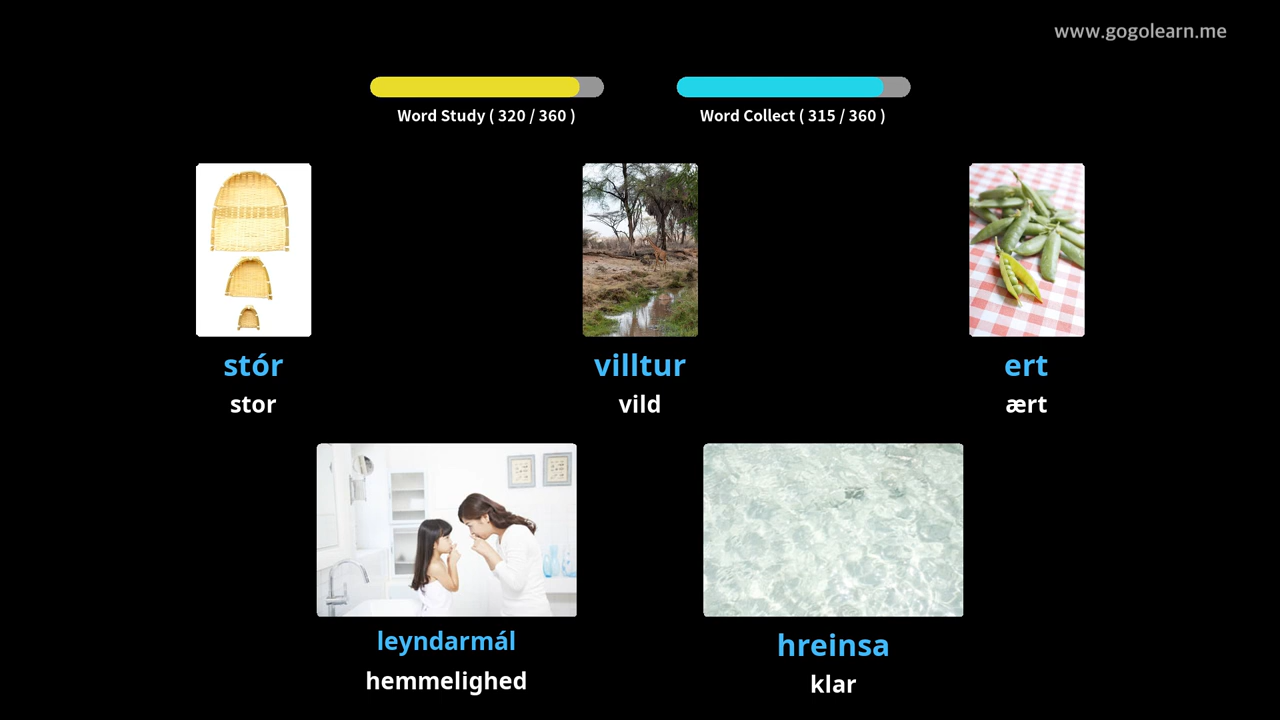 www.gogolearn.me
Word Study ( 320 / 360 )
Word Collect ( 315 / 360 )
stór
stor
villtur
vild
ert
ært
leyndarmál
hemmelighed
hreinsa
klar